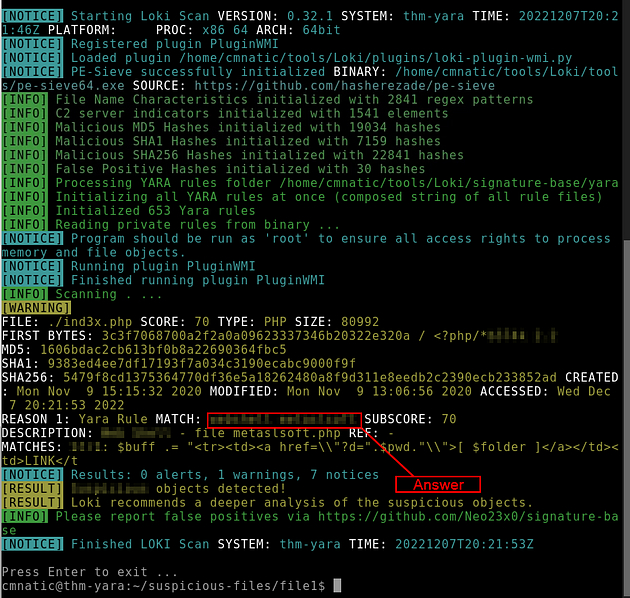 [NOTICE] Starting Loki Scan VERSION: 0.32.1 SYSTEM: thm-yara TIME: 20221207T20:2
1:46Z PLATFORM:     PROC: x86 64 ARCH: 64bit
[NOTICE] Registered plugin PluginWMI
[NOTICE] Loaded plugin /home/cmnatic/tools/Loki/plugins/loki-plugin-wmi.py
[NOTICE] PE-Sieve successfully initialized BINARY: /home/cmnatic/tools/Loki/tool
s/pe-sieve64.exe SOURCE: https://github.com/hasherezade/pe-sieve
[INFO] File Name Characteristics initialized with 2841 regex patterns
[INFO] C2 server indicators initialized with 1541 elements
[INFO] Malicious MD5 Hashes initialized with 19034 hashes
[INFO] Malicious SHA1 Hashes initialized with 7159 hashes
[INFO] Malicious SHA256 Hashes initialized with 22841 hashes
[INFO] False Positive Hashes initialized with 30 hashes
[INFO] Processing YARA rules folder /home/cmnatic/tools/Loki/signature-base/yara
[INFO] Initializing all YARA rules at once (composed string of all rule files)
[INFO] Initialized 653 Yara rules
[INFO] Reading private rules from binary ...
[NOTICE] Program should be run as 'root' to ensure all access rights to process
memory and file objects.
[NOTICE] Running plugin PluginWMI
[NOTICE] Finished running plugin PluginWMI
[INFO] Scanning . ...
[WARNING]
FILE: ./ind3x.php SCORE: 70 TYPE: PHP SIZE: 80992
FIRST BYTES: 3c3f7068700a2f2a0a09623337346b20322e320a / <?php/*
MD5: 1606bdac2cb613bf0b8a22690364fbc5
SHA1: 9383ed4ee7df17193f7a034c3190ecabc9000f9f
SHA256: 5479f8cd1375364770df36e5a18262480a8f9d311e8eedb2c2390ecb233852ad CREATED
: Mon Nov  9 15:15:32 2020 MODIFIED: Mon Nov  9 13:06:56 2020 ACCESSED: Wed Dec
 7 20:21:53 2022
REASON 1: Yara Rule MATCH: SUBSCORE: 70
DESCRIPTION: - file metaslsoft.php REF: -
MATCHES: : $buff .= "<tr><td><a href=\\"?d=" $pwd."\\">[ $folder ]</a></td><
td>LINK</t
[NOTICE] Results: 0 alerts, 1 warnings, 7 notices
[RESULT] objects detected!
[RESULT] Loki recommends a deeper analysis of the suspicious objects.
[INFO] Please report false positives via https://github.com/Neo23x0/signature-ba
se
[NOTICE] Finished LOKI Scan SYSTEM: thm-yara TIME: 20221207T20:21:53Z
Answer
Press Enter to exit ...
cmnatic@thm-yara:~/suspicious-files/file1$